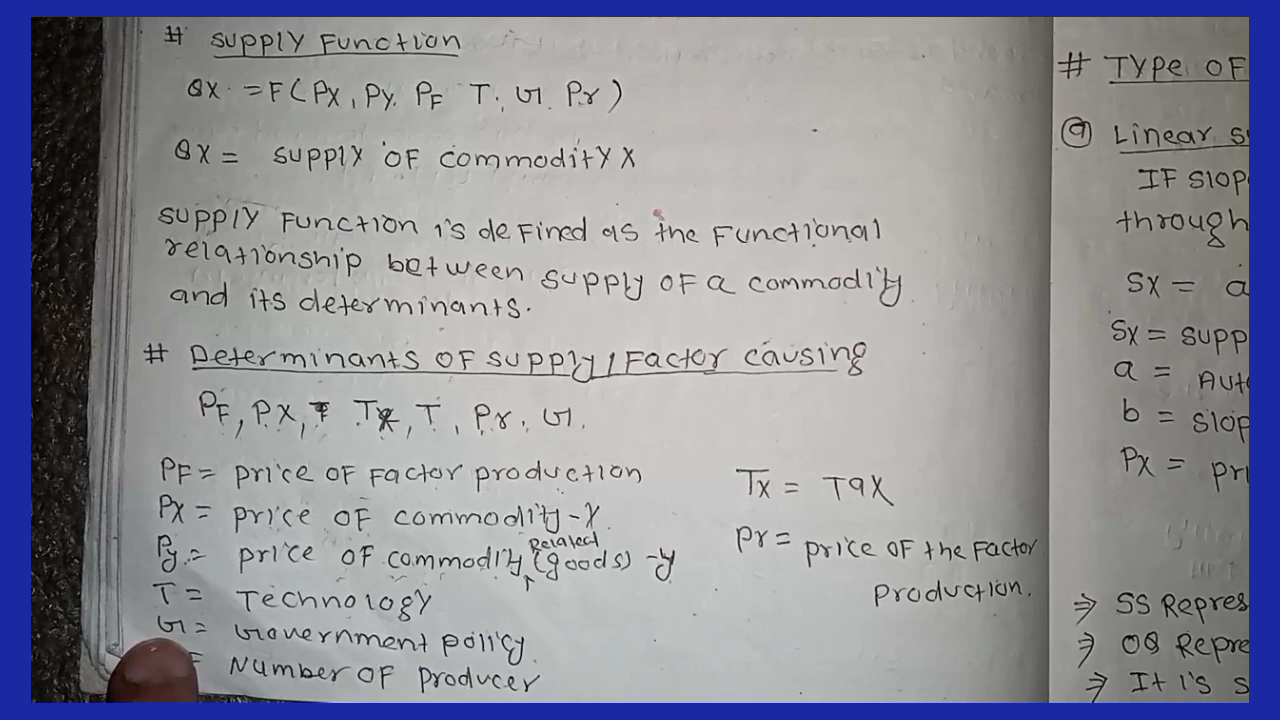 # Supply Function
QX = F(PX, Py, PF T, G, Pr)
QX = supply of commodity X
Supply Function is defined as the Functional
relationship between supply of a commodity
and its determinants.
# Determinants of supply / Factor causing
PF, PX, Tx, T, Pr, G.
PF = price of Factor production
PX = price of commodity-X.
Py = price of commodity (Related goods) -y
T = Technology
G = Government policy.
= Number of producer
Tx = Tax
Pr = price of the Factor
production.
# Type of
a Linear s
IF slop
through
SX = a
SX = supp
a = Auto
b = slop
PX = pri
⇒ SS Repres
⇒ OQ Repre
⇒ It is s